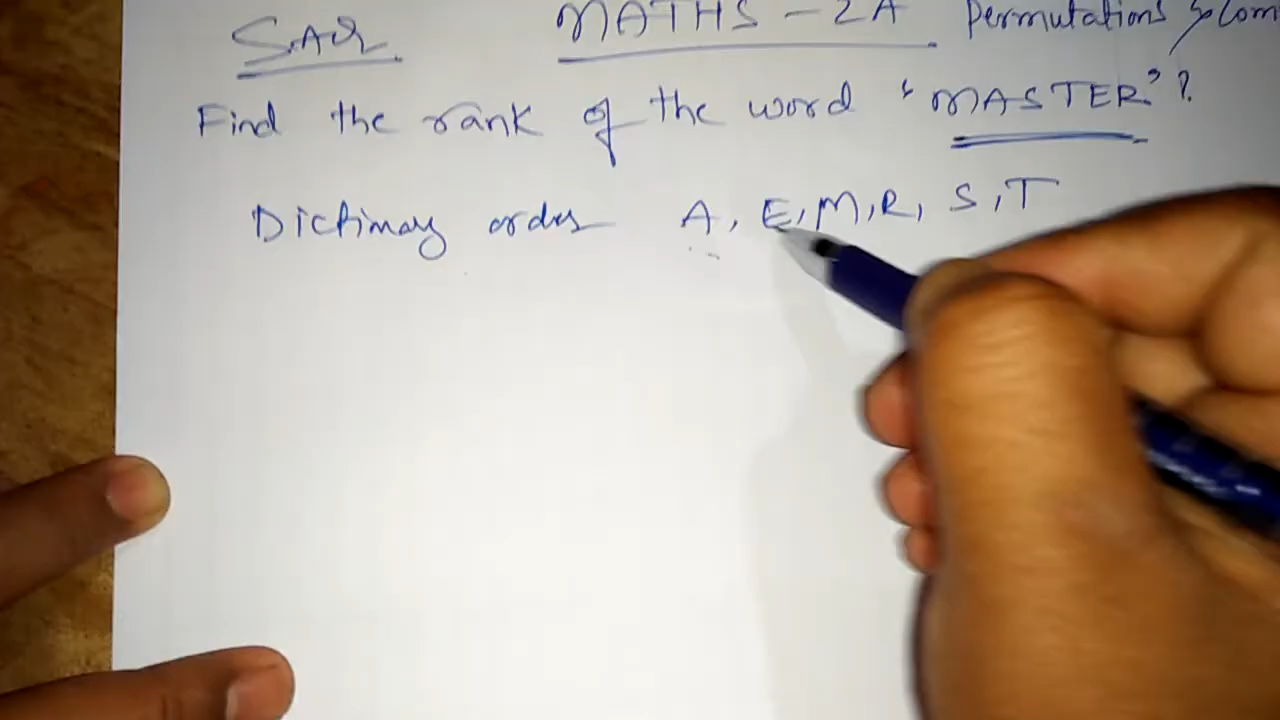 SAQ MATHS - 2A Permutations & Com
Find the rank of the word 'MASTER'?
Dictinary order A, E, M, R, S, T